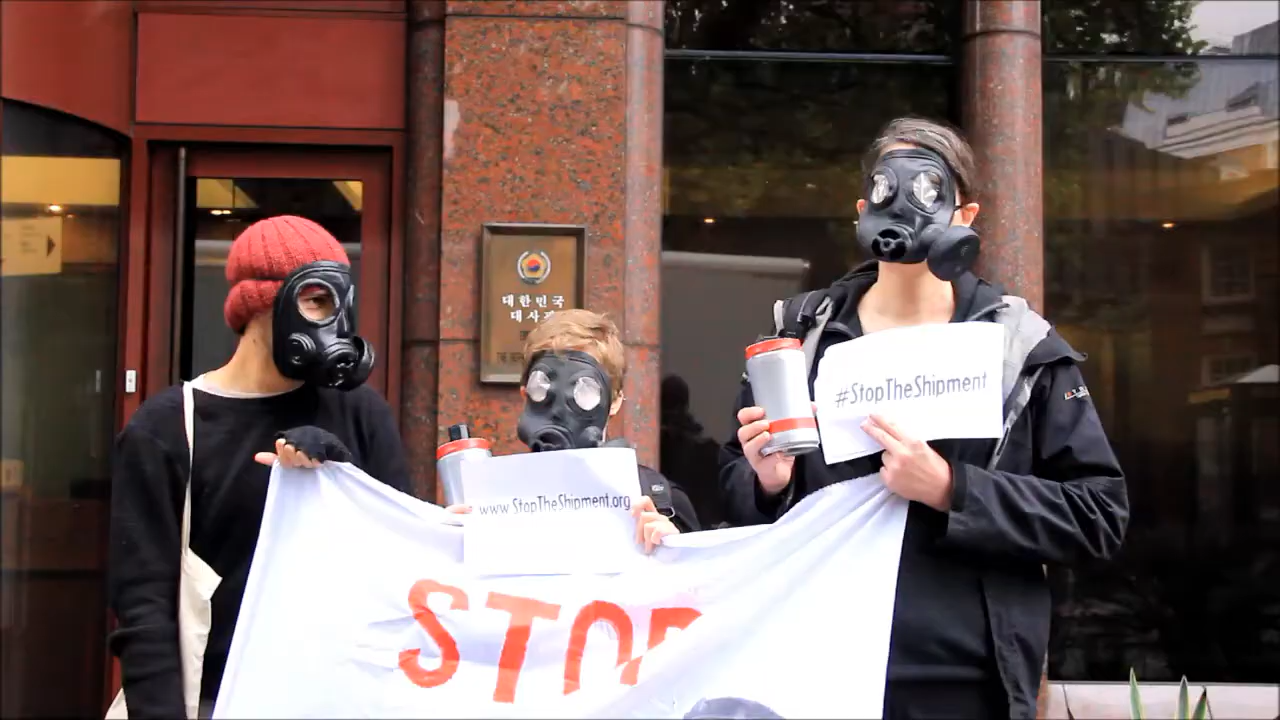 대한민국
대사관
#StopTheShipment
www.StopTheShipment.org
STOP